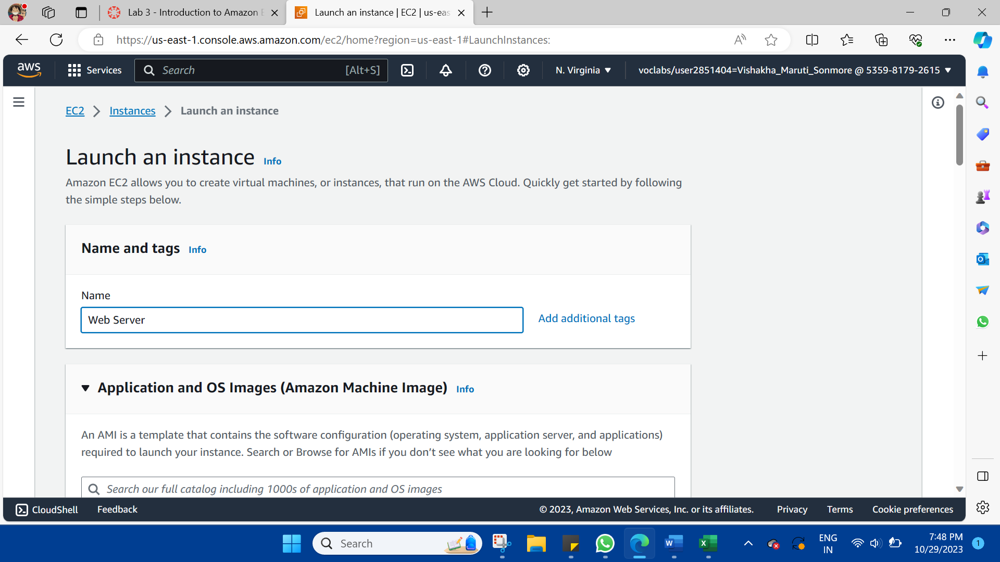 Lab 3 - Introduction to Amazon E
Launch an instance | EC2 | us-eas
https://us-east-1.console.aws.amazon.com/ec2/home?region=us-east-1#LaunchInstances:
aws
Services
Search
[Alt+S]
N. Virginia
voclabs/user2851404=Vishakha_Maruti_Sonmore @ 5359-8179-2615
EC2
Instances
Launch an instance
Launch an instance Info
Amazon EC2 allows you to create virtual machines, or instances, that run on the AWS Cloud. Quickly get started by following
the simple steps below.
Name and tags Info
Name
Web Server
Add additional tags
Application and OS Images (Amazon Machine Image) Info
An AMI is a template that contains the software configuration (operating system, application server, and applications)
required to launch your instance. Search or Browse for AMIs if you don’t see what you are looking for below
Search our full catalog including 1000s of application and OS images
CloudShell
Feedback
© 2023, Amazon Web Services, Inc. or its affiliates.
Privacy
Terms
Cookie preferences
Search
ENG
IN
7:48 PM
10/29/2023
1